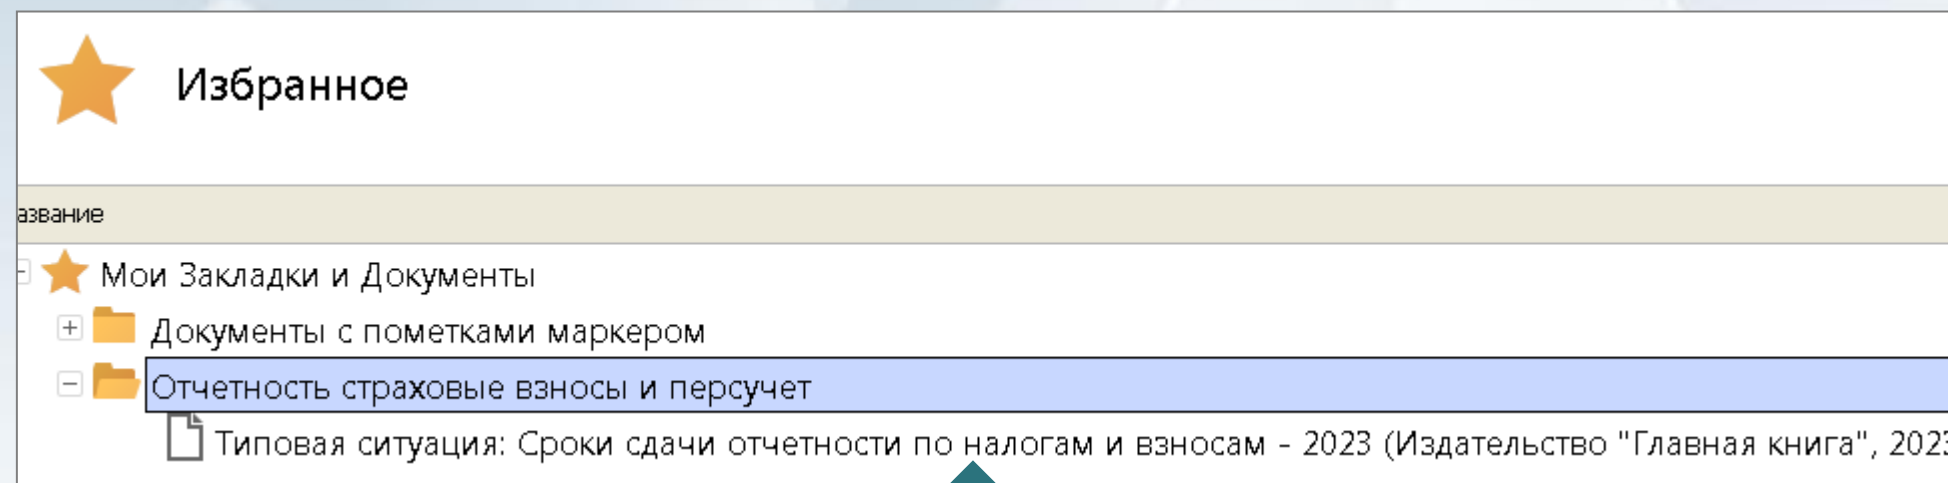 Избранное
азвание
Мои Закладки и Документы
Документы с пометками маркером
Отчетность страховые взносы и персучет
Типовая ситуация: Сроки сдачи отчетности по налогам и взносам - 2023 (Издательство "Главная книга", 2023